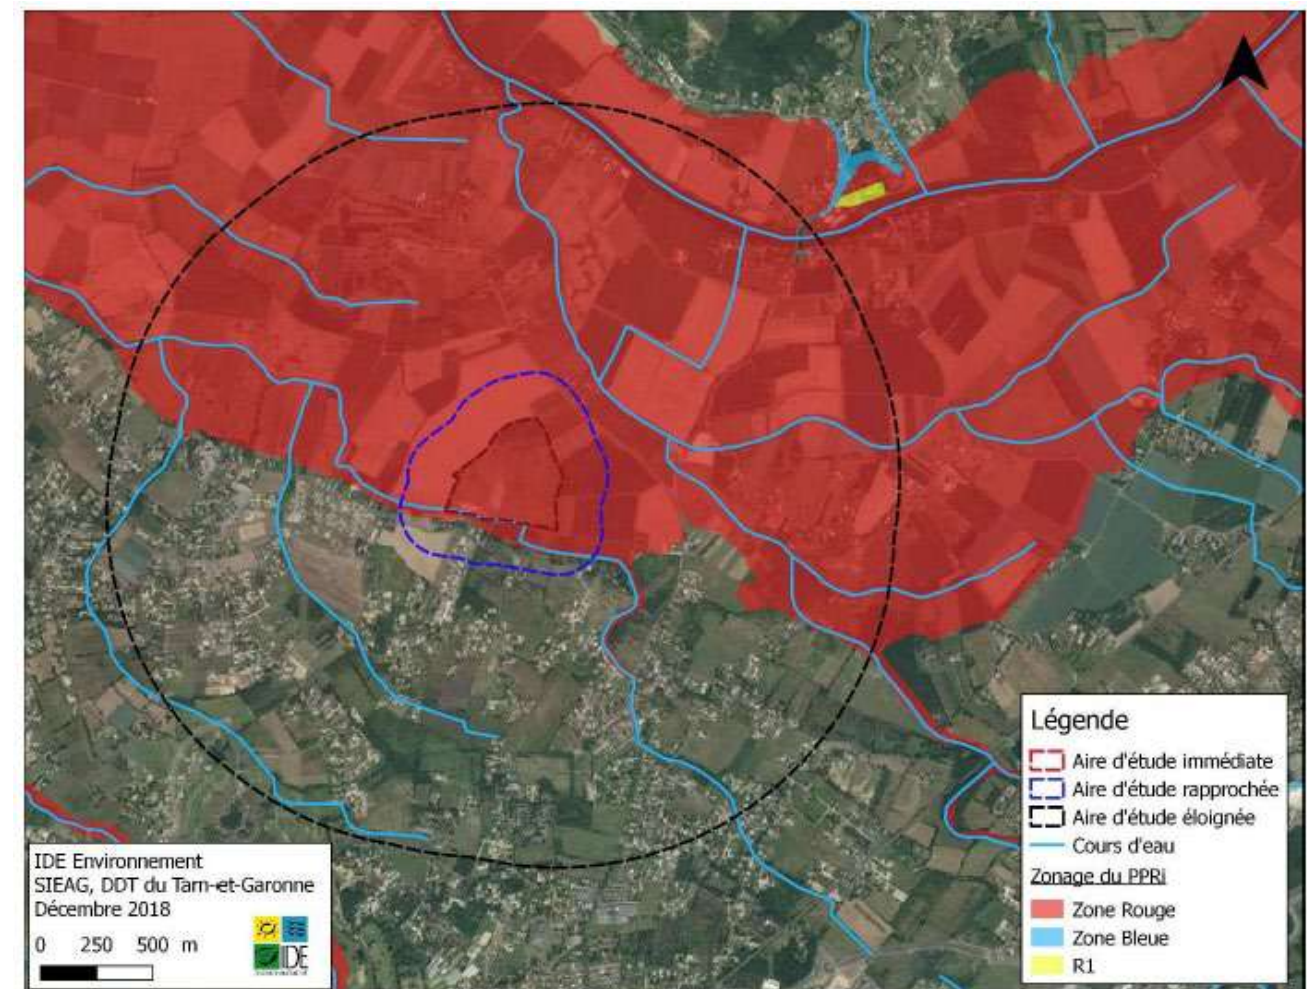 Légende
Aire d'étude immédiate
Aire d'étude rapprochée
Aire d'étude éloignée
Cours d'eau
Zonage du PPRi
Zone Rouge
Zone Bleue
R1
IDE Environnement
SIEAG, DDT du Tarn-et-Garonne
Décembre 2018
0 250 500 m
IDE